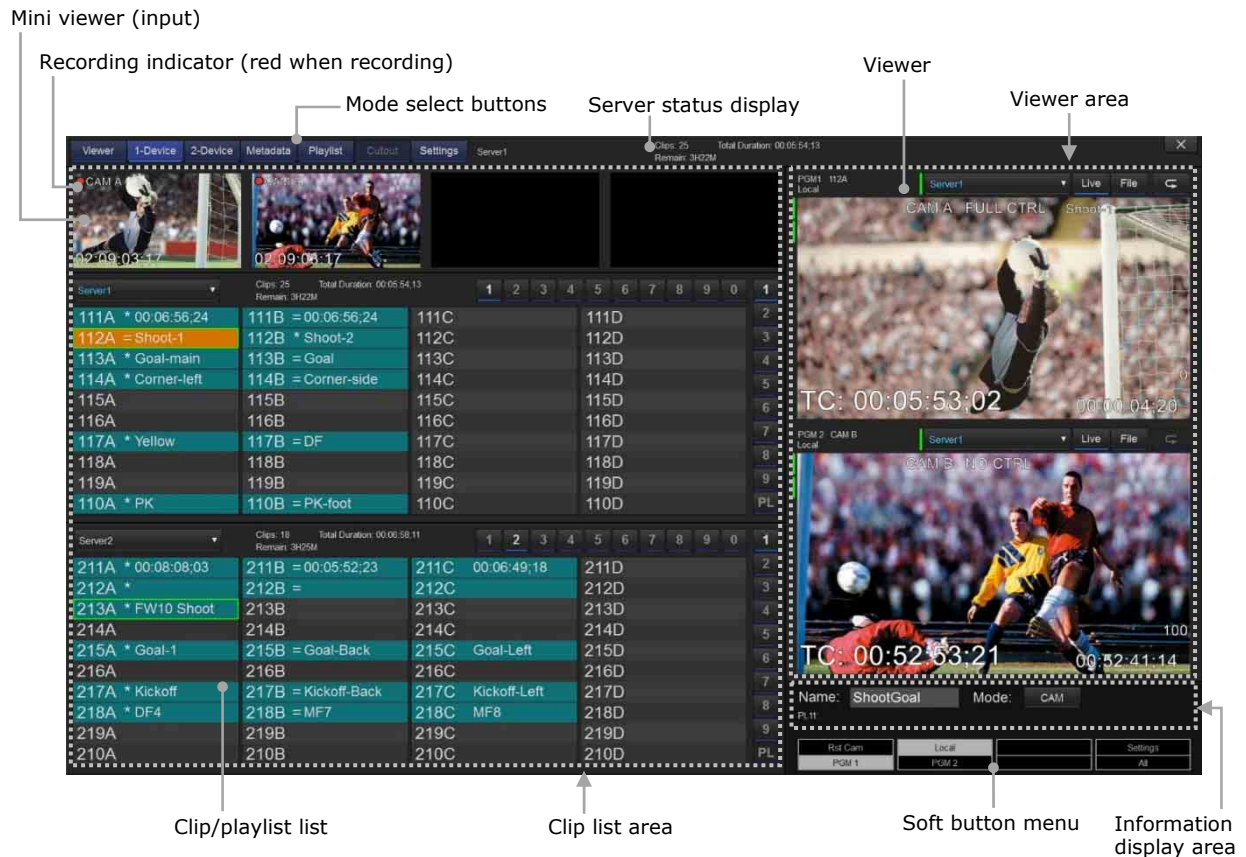 Mini viewer (input)
Recording indicator (red when recording)
Viewer
Mode select buttons
Server status display
Viewer area
Viewer 1-Device 2-Device Metadata Playlist Cutout Settings Server1
Clips: 25 Total Duration: 00:05:54;13
Remain: 3H22M
CAM A
02:09:03:17
02:09:03:17
Server1
Clips: 25 Total Duration: 00:05:54;13
Remain: 3H22M
1 2 3 4 5 6 7 8 9 0 1
111A * 00:06:56;24 111B = 00:06:56;24 111C 111D 2
112A = Shoot-1 112B * Shoot-2 112C 112D 3
113A * Goal-main 113B = Goal 113C 113D 4
114A * Corner-left 114B = Corner-side 114C 114D 5
115A 115B 115C 115D 6
116A 116B 116C 116D 7
117A * Yellow 117B = DF 117C 117D
118A 118B 118C 118D 8
119A 119B 119C 119D 9
110A * PK 110B = PK-foot 110C 110D PL
Server2
Clips: 18 Total Duration: 00:06:58;11
Remain: 3H25M
1 2 3 4 5 6 7 8 9 0 1
211A * 00:08:08;03 211B = 00:05:52;23 211C 00:06:49;18 211D 2
212A * 212B = 212C 212D 3
213A * FW10 Shoot 213B 213C 213D 4
214A 214B 214C 214D 5
215A * Goal-1 215B = Goal-Back 215C Goal-Left 215D 6
216A 216B 216C 216D 7
217A * Kickoff 217B = Kickoff-Back 217C Kickoff-Left 217D
218A * DF4 218B = MF7 218C MF8 218D 8
219A 219B 219C 219D 9
210A 210B 210C 210D PL
PGM1 112A
Local
Server1 Live File
CAM A FULL CTRL Shoot-1
0
TC: 00:05:53;02 00:00:04;20
PGM 2 CAM B
Local
Server1 Live File
CAM B NO CTRL
100
TC: 00:52:53;21 00:52:41:14
Name: ShootGoal Mode: CAM
PL11
Rst Cam Local Settings
PGM 1 PGM 2 All
Clip/playlist list
Clip list area
Soft button menu
Information
display area